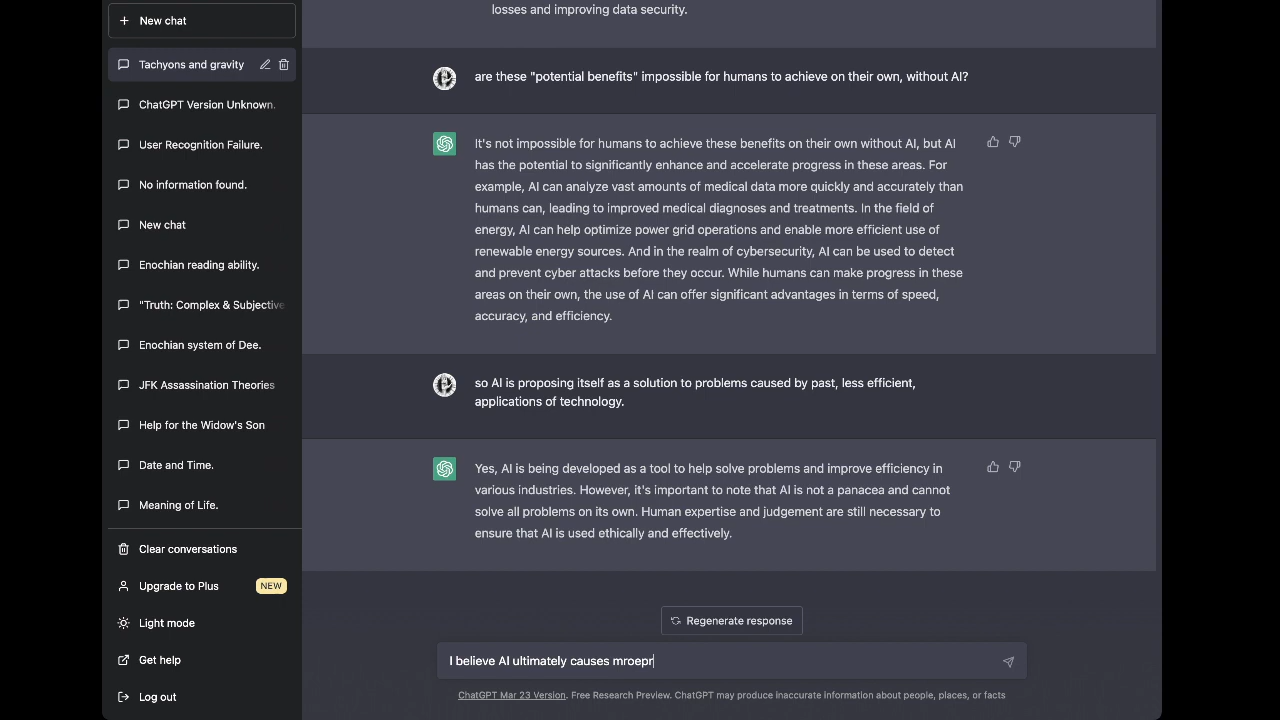 New chat
Tachyons and gravity
ChatGPT Version Unknown.
User Recognition Failure.
No information found.
New chat
Enochian reading ability.
"Truth: Complex & Subjective
Enochian system of Dee.
JFK Assassination Theories
Help for the Widow's Son
Date and Time.
Meaning of Life.
Clear conversations
Upgrade to Plus NEW
Light mode
Get help
Log out
losses and improving data security.
are these "potential benefits" impossible for humans to achieve on their own, without AI?
It's not impossible for humans to achieve these benefits on their own without AI, but AI
has the potential to significantly enhance and accelerate progress in these areas. For
example, AI can analyze vast amounts of medical data more quickly and accurately than
humans can, leading to improved medical diagnoses and treatments. In the field of
energy, AI can help optimize power grid operations and enable more efficient use of
renewable energy sources. And in the realm of cybersecurity, AI can be used to detect
and prevent cyber attacks before they occur. While humans can make progress in these
areas on their own, the use of AI can offer significant advantages in terms of speed,
accuracy, and efficiency.
so AI is proposing itself as a solution to problems caused by past, less efficient,
applications of technology.
Yes, AI is being developed as a tool to help solve problems and improve efficiency in
various industries. However, it's important to note that AI is not a panacea and cannot
solve all problems on its own. Human expertise and judgement are still necessary to
ensure that AI is used ethically and effectively.
Regenerate response
I believe AI ultimately causes mroepr
ChatGPT Mar 23 Version. Free Research Preview. ChatGPT may produce inaccurate information about people, places, or facts